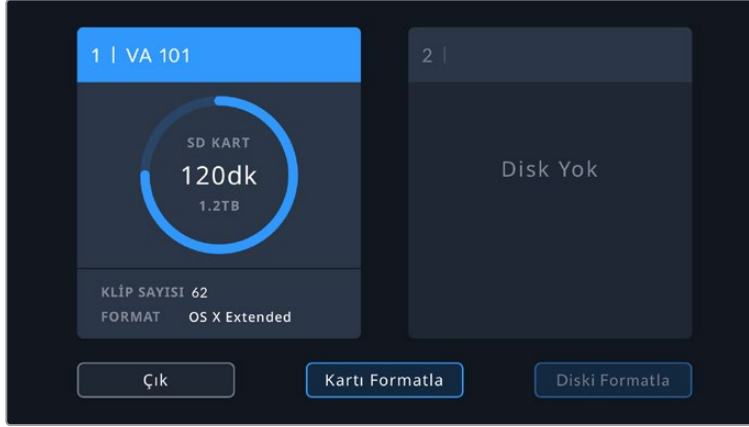 1 | VA 101
SD KART
120dk
1.2TB
KLİP SAYISI 62
FORMAT OS X Extended
2 |
Disk Yok
Çık
Kartı Formatla
Diski Formatla